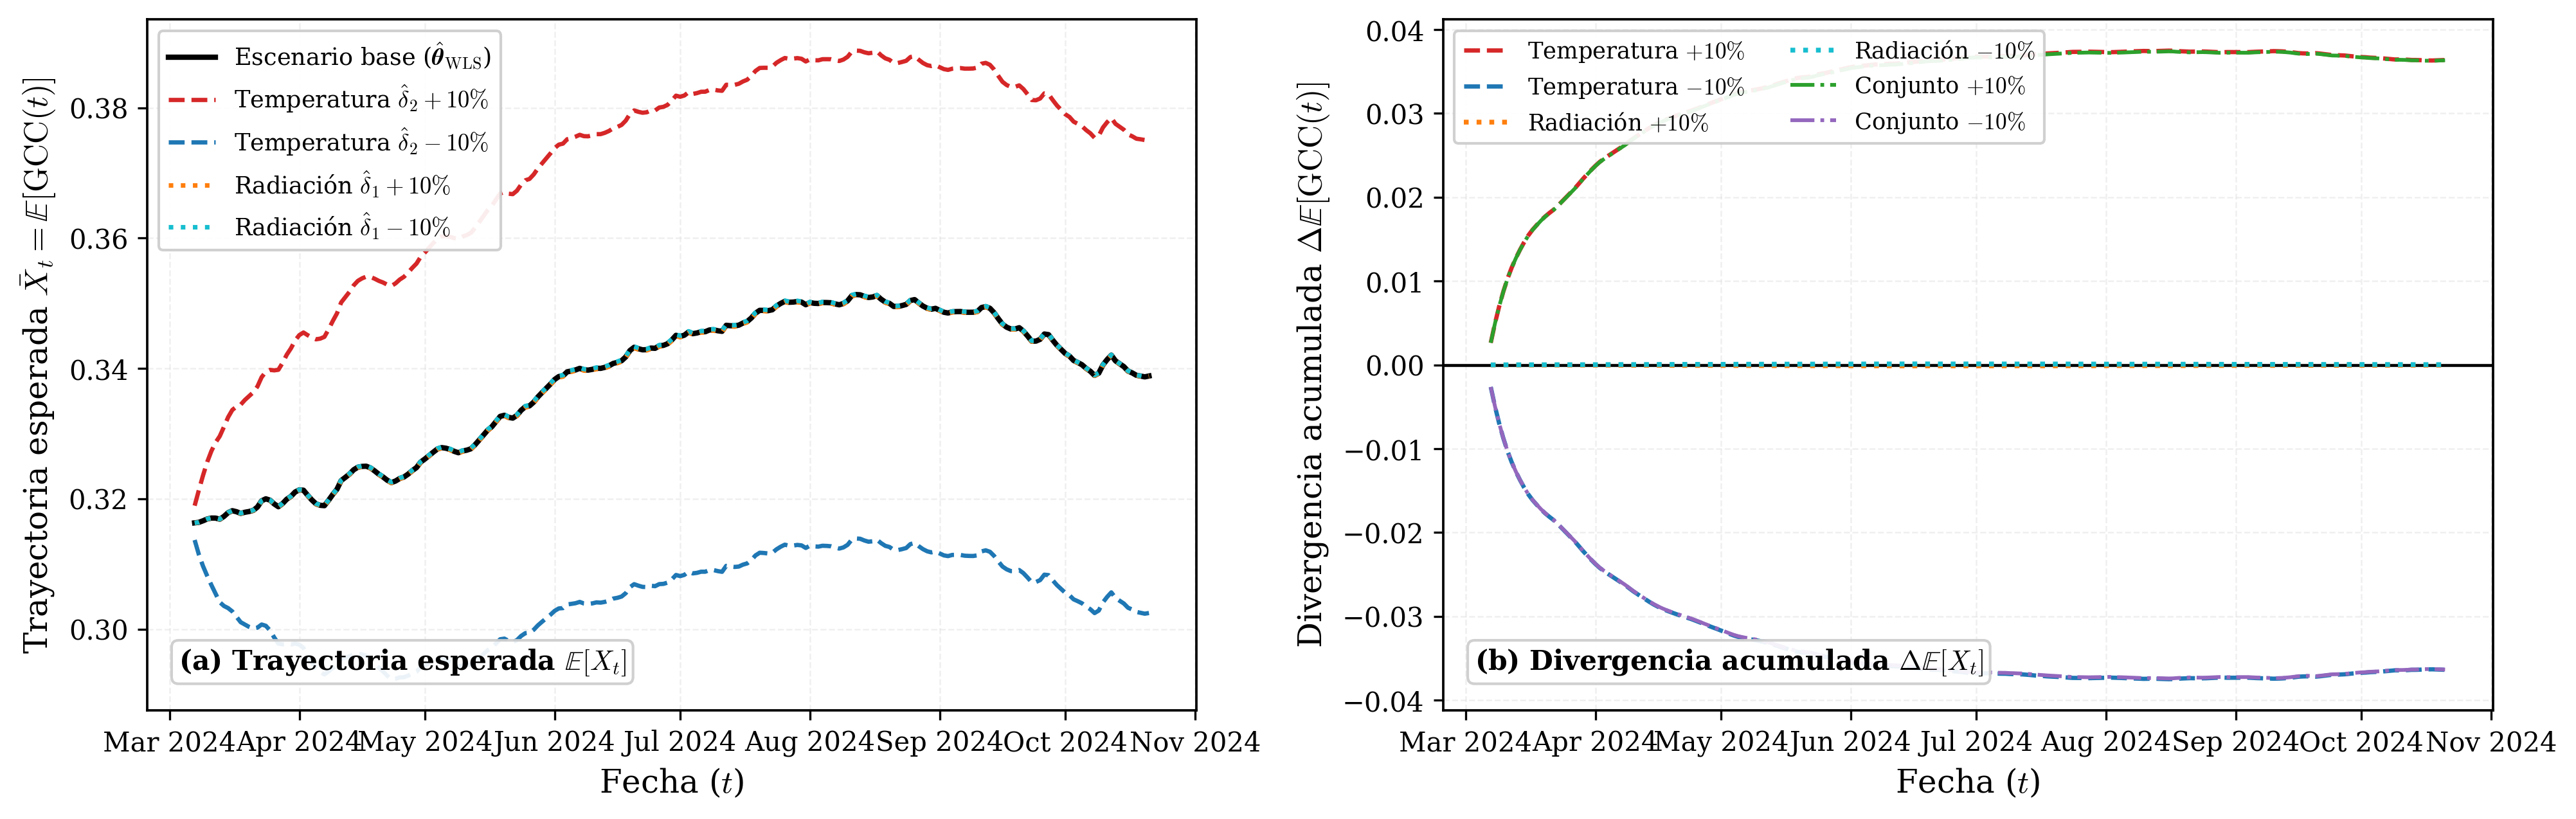 Trayectoria esperada X̄ₜ = 𝔼[GCC(t)]
0.38
0.36
0.34
0.32
0.30
Escenario base (θ̂_WLS)
Temperatura δ̂₂ + 10%
Temperatura δ̂₂ − 10%
Radiación δ̂₁ + 10%
Radiación δ̂₁ − 10%
(a) Trayectoria esperada 𝔼[Xₜ]
Mar 2024 Apr 2024 May 2024 Jun 2024 Jul 2024 Aug 2024 Sep 2024 Oct 2024 Nov 2024
Fecha (t)
Divergencia acumulada Δ𝔼[GCC(t)]
0.04
0.03
0.02
0.01
0.00
−0.01
−0.02
−0.03
−0.04
Temperatura +10%
Temperatura −10%
Radiación +10%
Radiación −10%
Conjunto +10%
Conjunto −10%
(b) Divergencia acumulada Δ𝔼[Xₜ]
Mar 2024 Apr 2024 May 2024 Jun 2024 Jul 2024 Aug 2024 Sep 2024 Oct 2024 Nov 2024
Fecha (t)